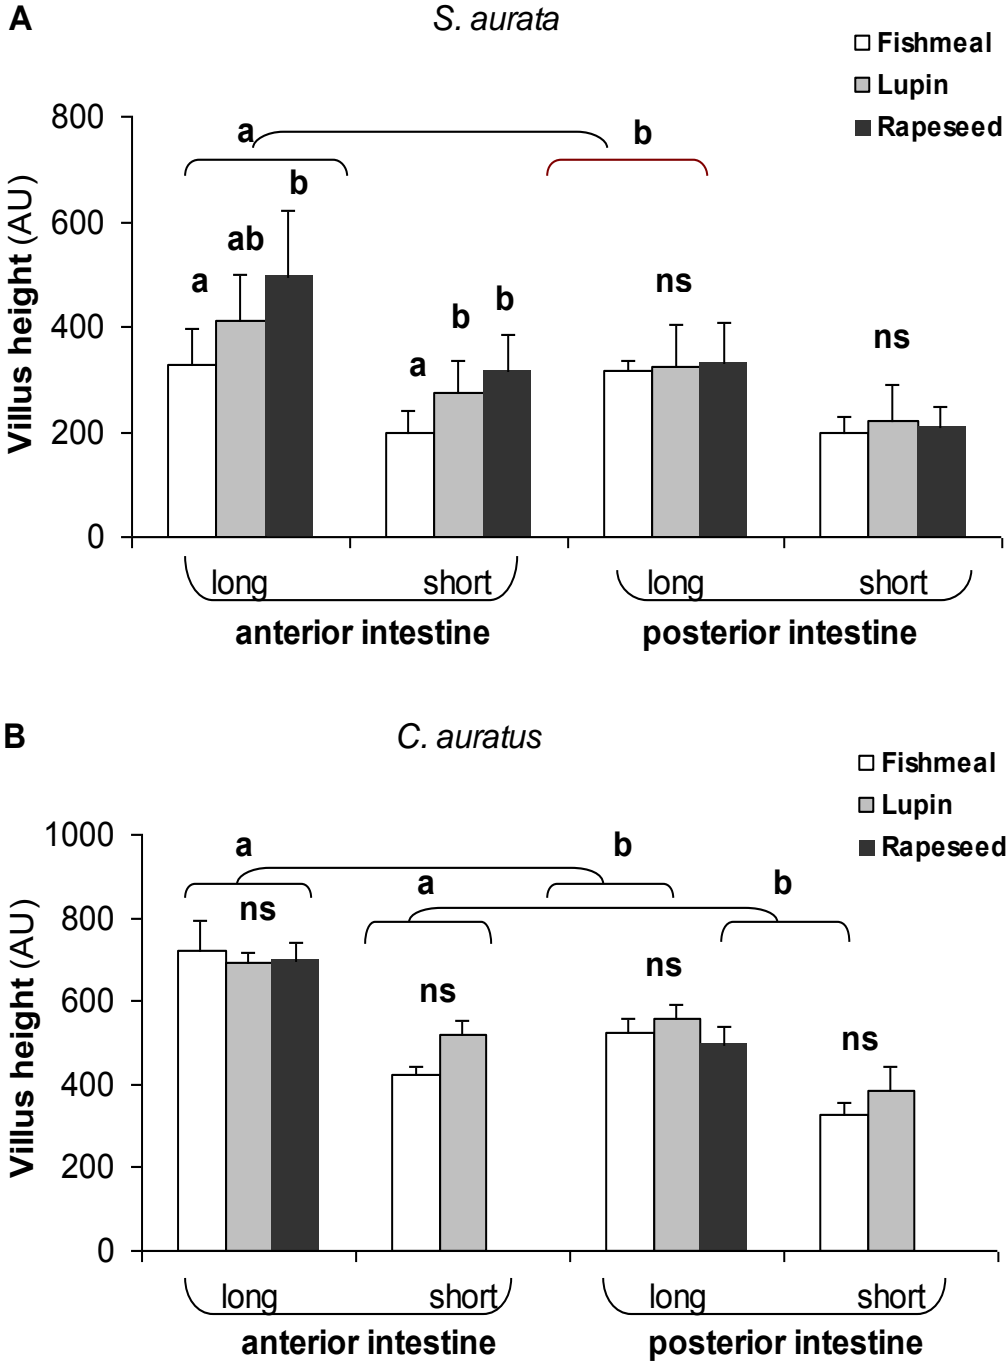 A
S. aurata
Fishmeal
Lupin
Rapeseed
Villus height (AU)
800
600
400
200
0
a
b
a
ab
b
a
b
b
ns
ns
long
short
long
short
anterior intestine
posterior intestine
B
C. auratus
Fishmeal
Lupin
Rapeseed
Villus height (AU)
1000
800
600
400
200
0
a
b
a
b
ns
ns
ns
ns
long
short
long
short
anterior intestine
posterior intestine